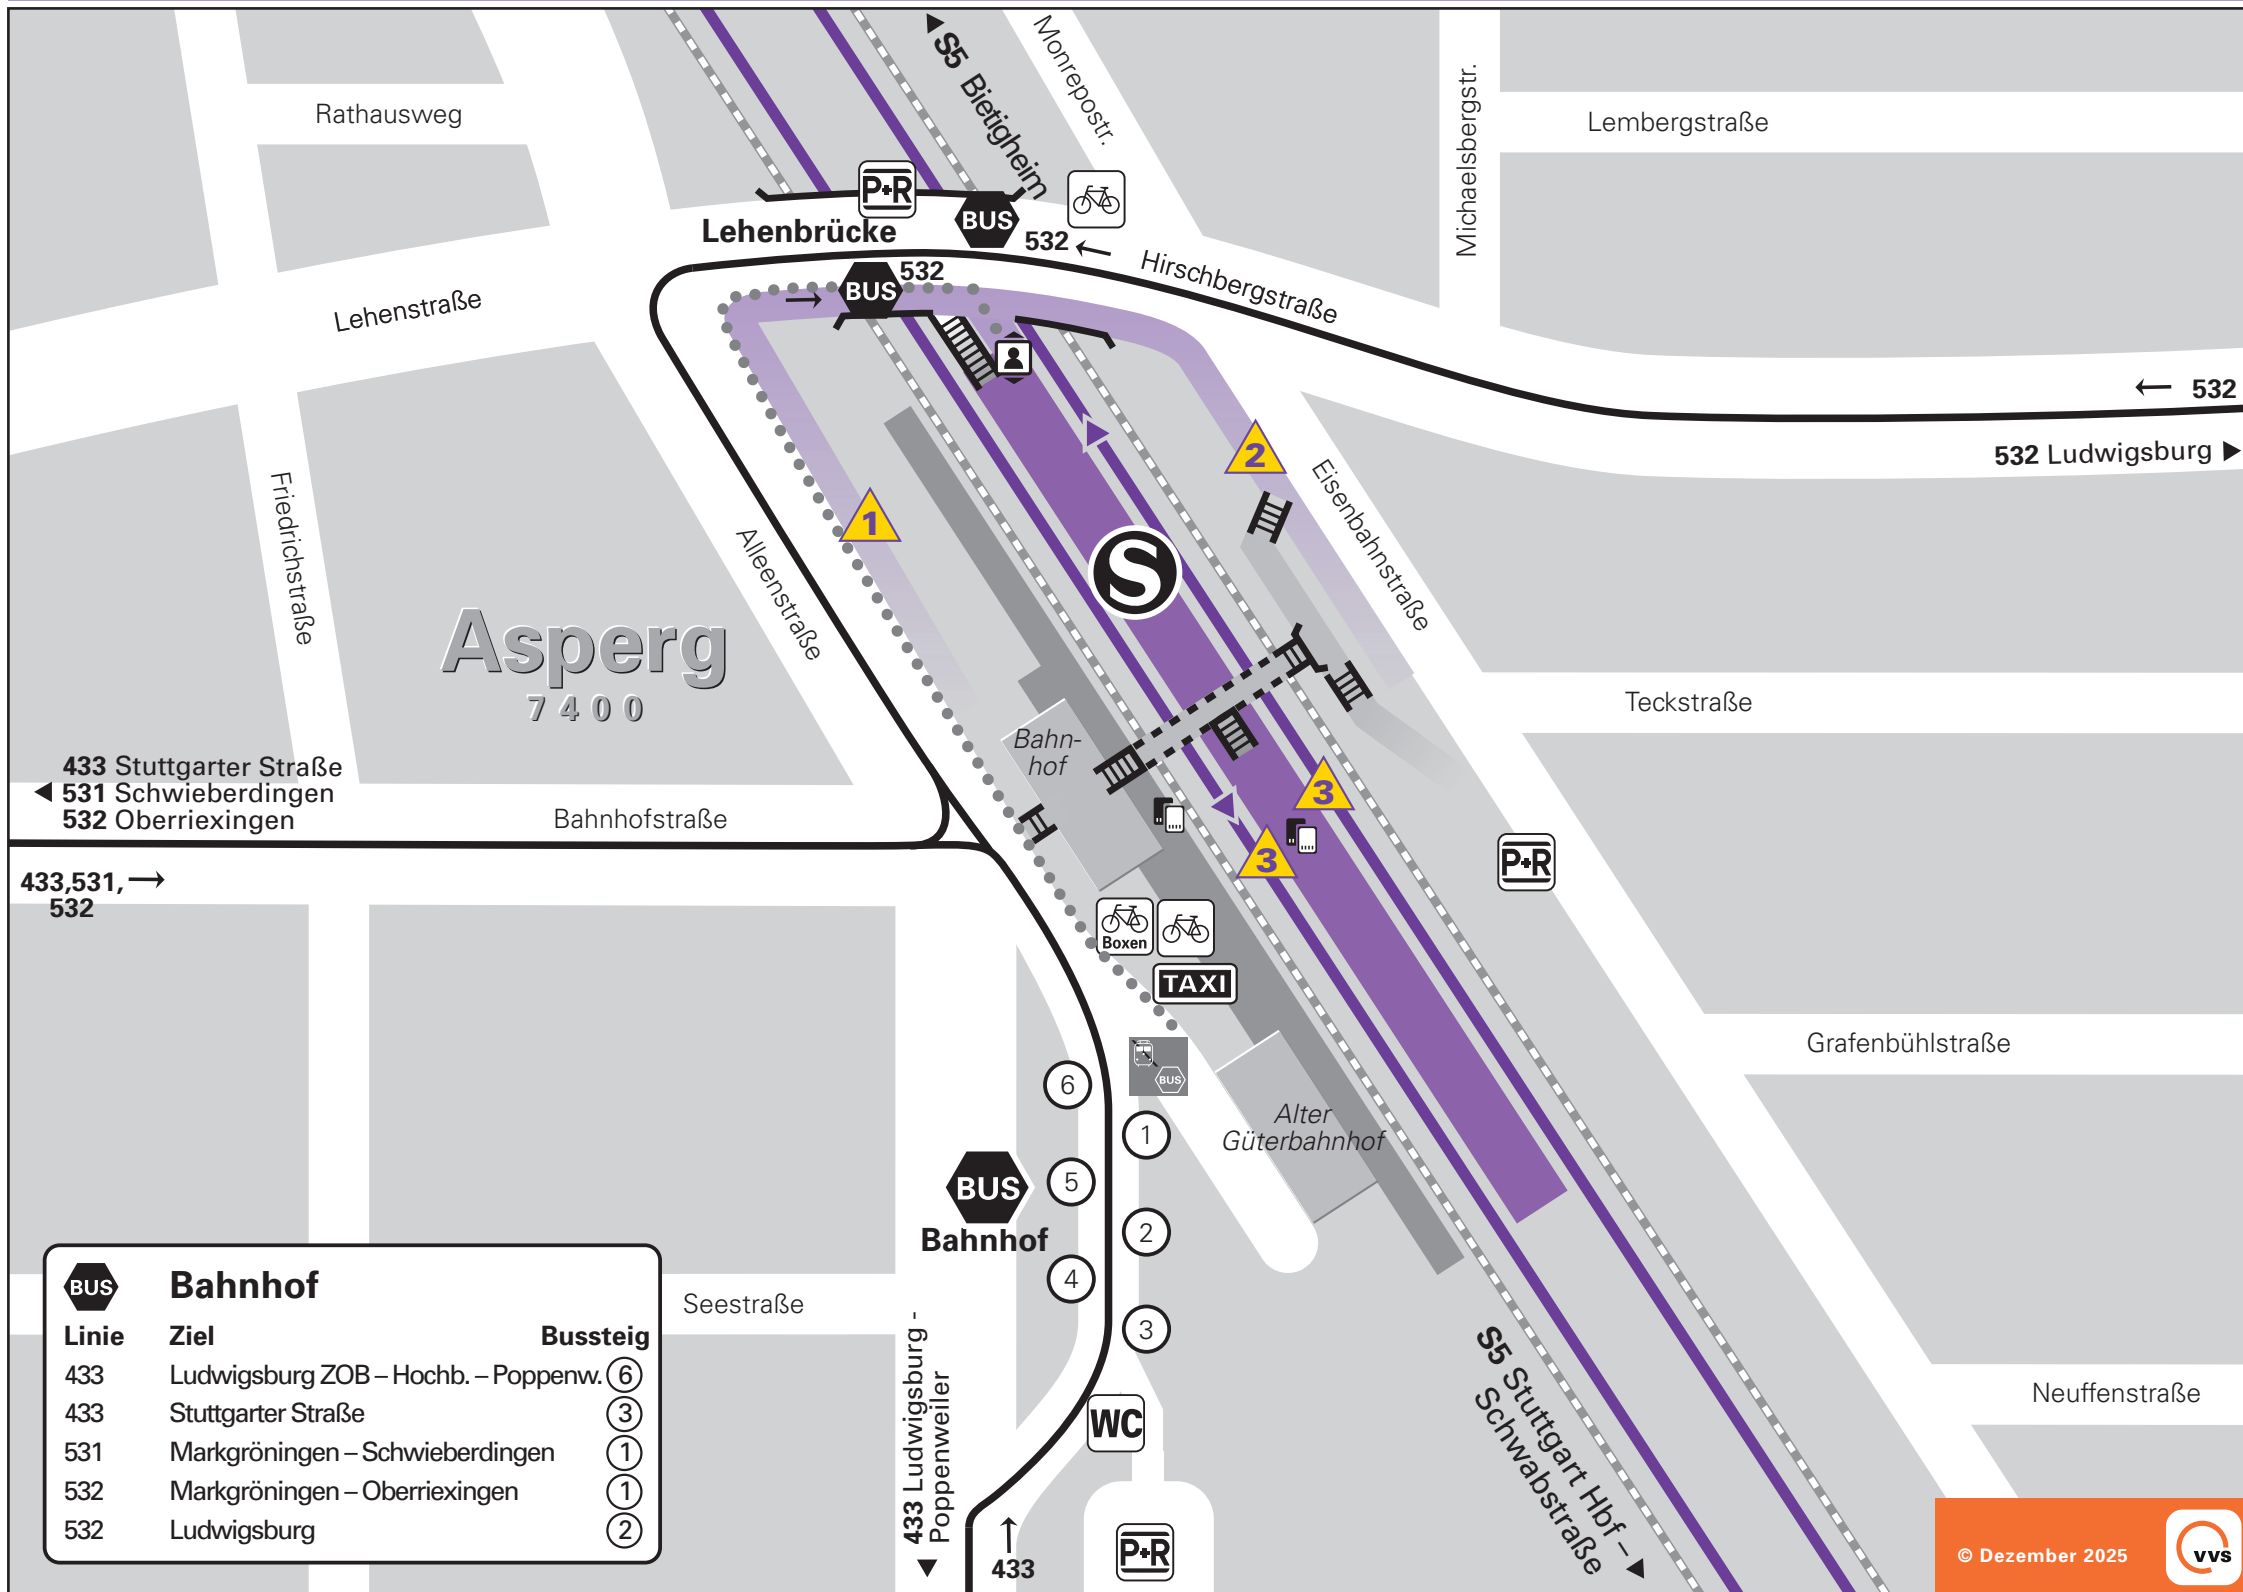 S5 Bietigheim
Monrepostr.
Michaelsbergstr.
Rathausweg
Lembergstraße
P+R
BUS
Lehenbrücke
532
Hirschbergstraße
532
BUS
Lehenstraße
532
532 Ludwigsburg
2
1
Eisenbahnstraße
Friedrichstraße
Alleenstraße
S
Asperg
7400
Teckstraße
Bahn-
hof
433 Stuttgarter Straße
531 Schwieberdingen
532 Oberriexingen
Bahnhofstraße
3
3
P+R
433,531,
532
Boxen
TAXI
Grafenbühlstraße
BUS
6
1
Alter
Güterbahnhof
5
BUS
Bahnhof
2
4
3
Seestraße
BUS Bahnhof
Linie Ziel Bussteig
433 Ludwigsburg ZOB – Hochb. – Poppenw. 6
433 Stuttgarter Straße 3
531 Markgröningen – Schwieberdingen 1
532 Markgröningen – Oberriexingen 1
532 Ludwigsburg 2
433 Ludwigsburg -
Poppenweiler
WC
P+R
433
S5 Stuttgart Hbf –
Schwabstraße
Neuffenstraße
© Dezember 2025
vvs